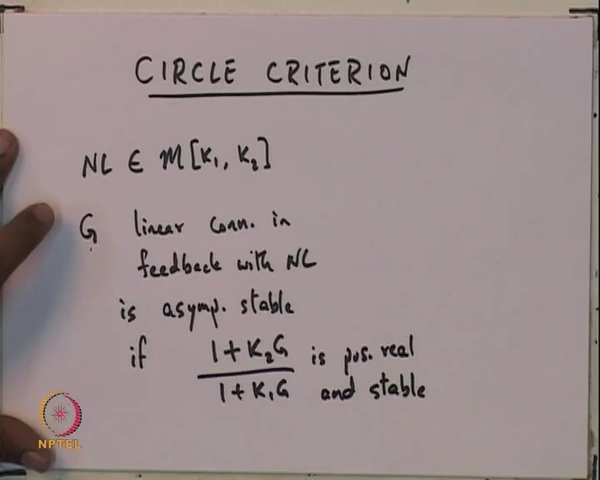 CIRCLE CRITERION
NL ∈ M[K₁, K₂]
G linear conn. in
feedback with NL
is asymp. stable
if 1+K₂G / 1+K₁G is pos. real
and stable
NPTEL